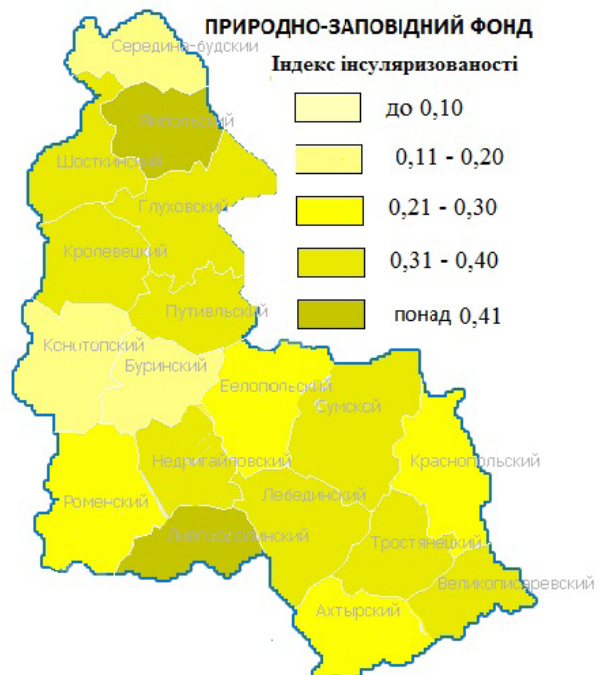 ПРИРОДНО-ЗАПОВІДНИЙ ФОНД
Індекс інсуляризованості
до 0,10
0,11 - 0,20
0,21 - 0,30
0,31 - 0,40
понад 0,41
Середина-будский
Ямпольский
Шосткинский
Глуховский
Кролевецкий
Путивльский
Конотопский
Буринский
Белопольский
Сумской
Недригайловский
Краснопольский
Лебединский
Роменский
Липоводолинский
Тростянецкий
Великописаревский
Ахтырский